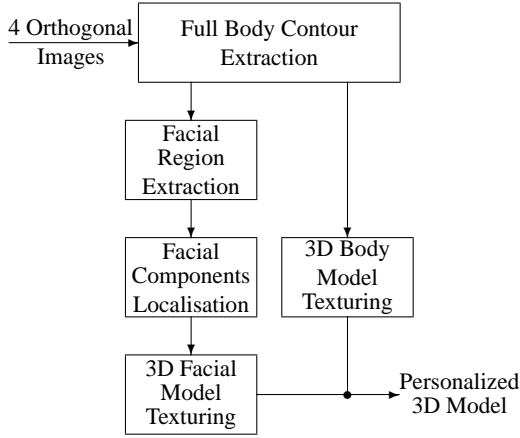 4 Orthogonal
Images
Full Body Contour
Extraction
Facial
Region
Extraction
Facial
Components
Localisation
3D Body
Model
Texturing
3D Facial
Model
Texturing
Personalized
3D Model